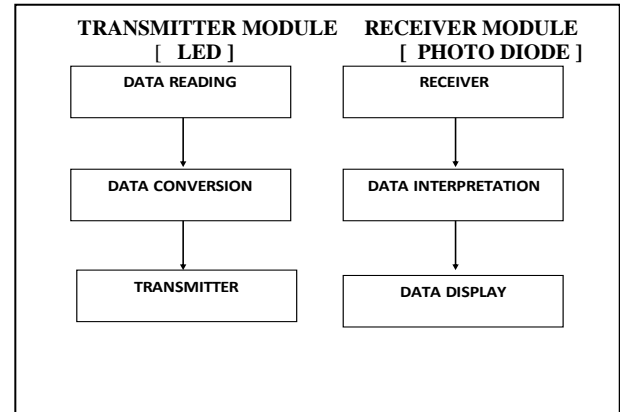 TRANSMITTER MODULE
[ LED ]
DATA READING
DATA CONVERSION
TRANSMITTER
RECEIVER MODULE
[ PHOTO DIODE ]
RECEIVER
DATA INTERPRETATION
DATA DISPLAY